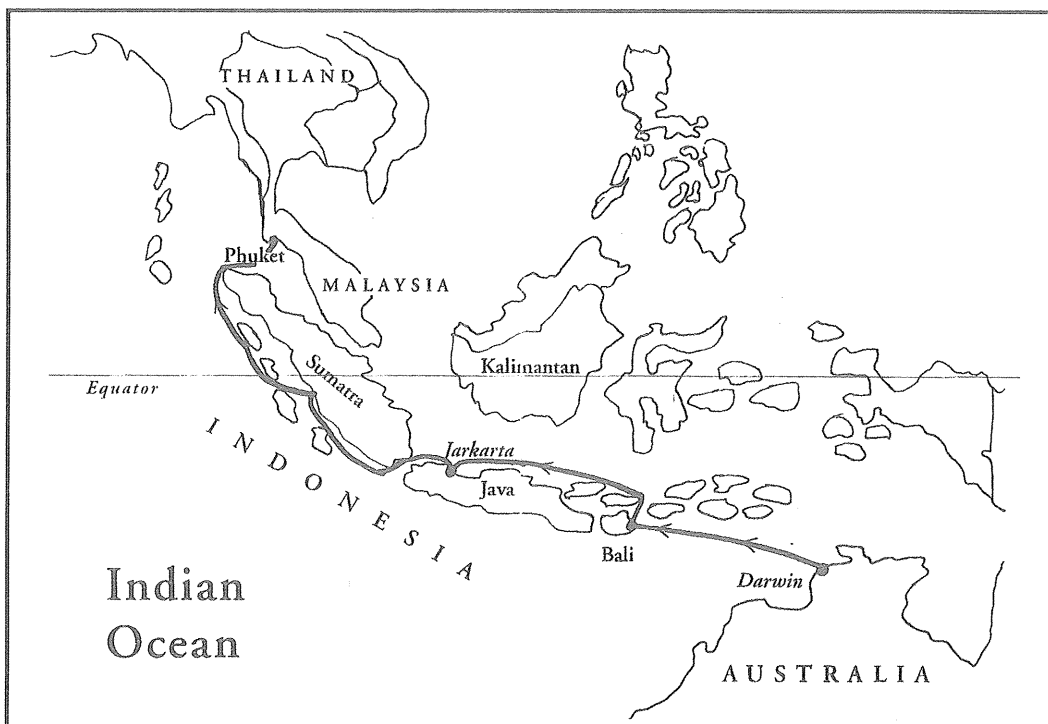 THAILAND
Phuket
MALAYSIA
Sumatra
Kalimantan
Equator
INDONESIA
Jarkarta
Java
Bali
Darwin
Indian
Ocean
AUSTRALIA